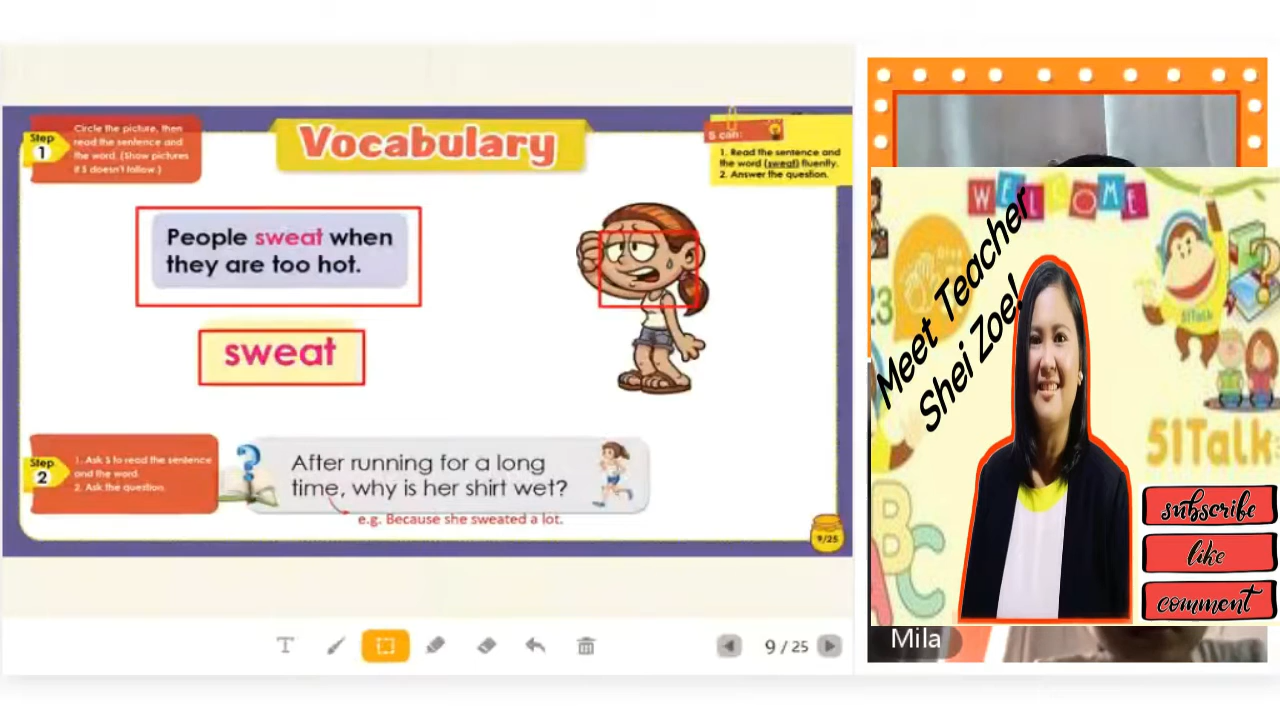 Step
1
Circle the picture, then
read the sentence and
the word. (Show pictures
if S doesn't follow.)
Vocabulary
S can:
1. Read the sentence and
the word (sweat) fluently.
2. Answer the question.
People sweat when
they are too hot.
sweat
Step
2
1. Ask S to read the sentence
and the word.
2. Ask the question.
After running for a long
time, why is her shirt wet?
e.g. Because she sweated a lot.
9/25
T
9 / 25
WELCOME
Meet Teacher
Shei Zoe!
23
51Talk
51Talk
ABC
subscribe
like
comment
Mila